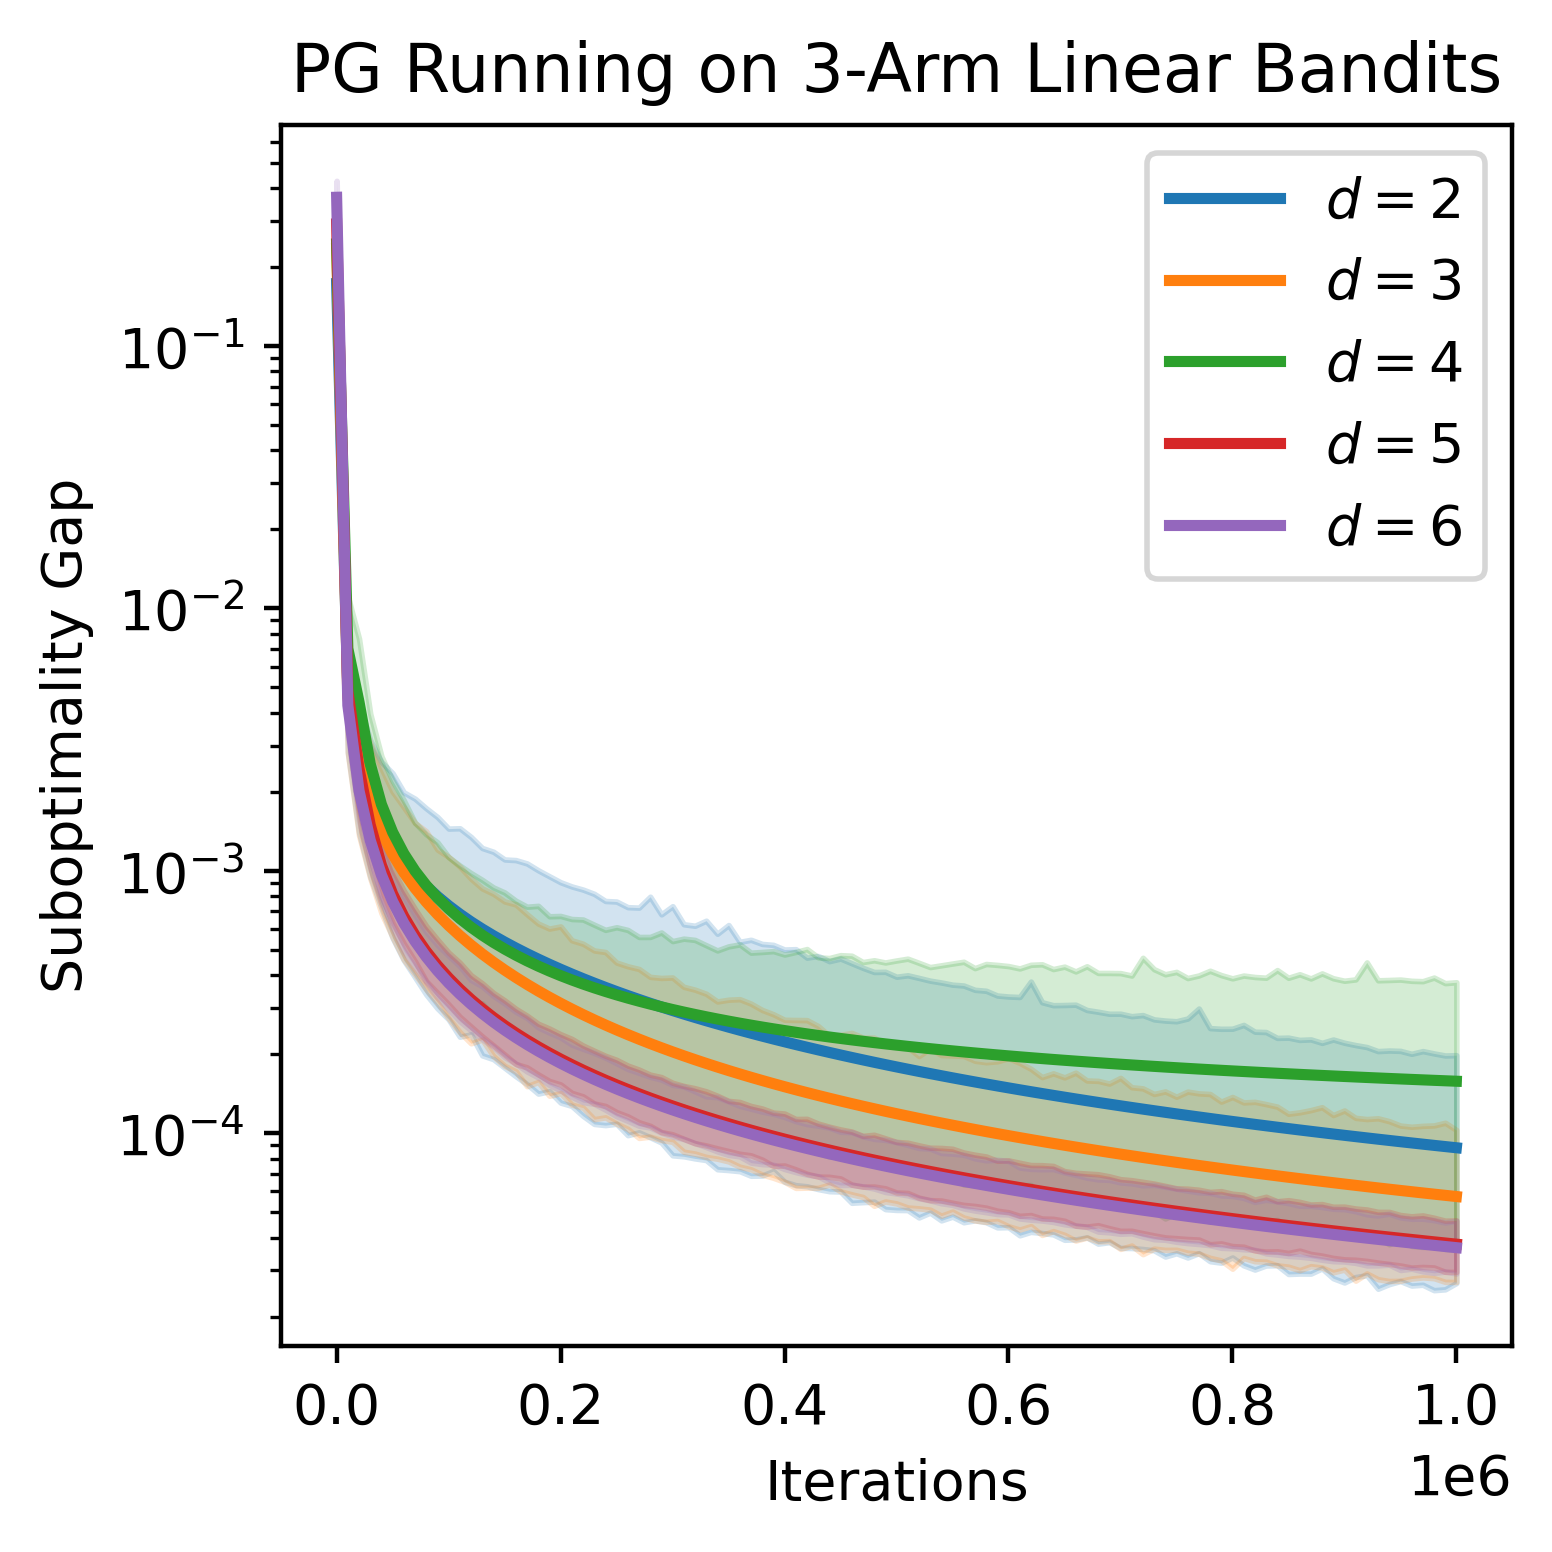 PG Running on 3-Arm Linear Bandits
d = 2
d = 3
d = 4
d = 5
d = 6
Suboptimality Gap
10⁻¹
10⁻²
10⁻³
10⁻⁴
0.0 0.2 0.4 0.6 0.8 1.0
Iterations
1e6